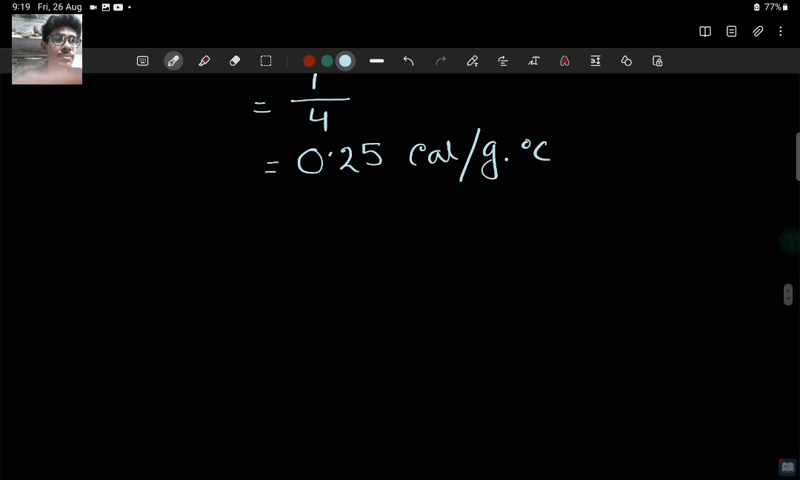 9:19 Fri, 26 Aug
77%
= 1/4
= 0.25 Cal/g.°C